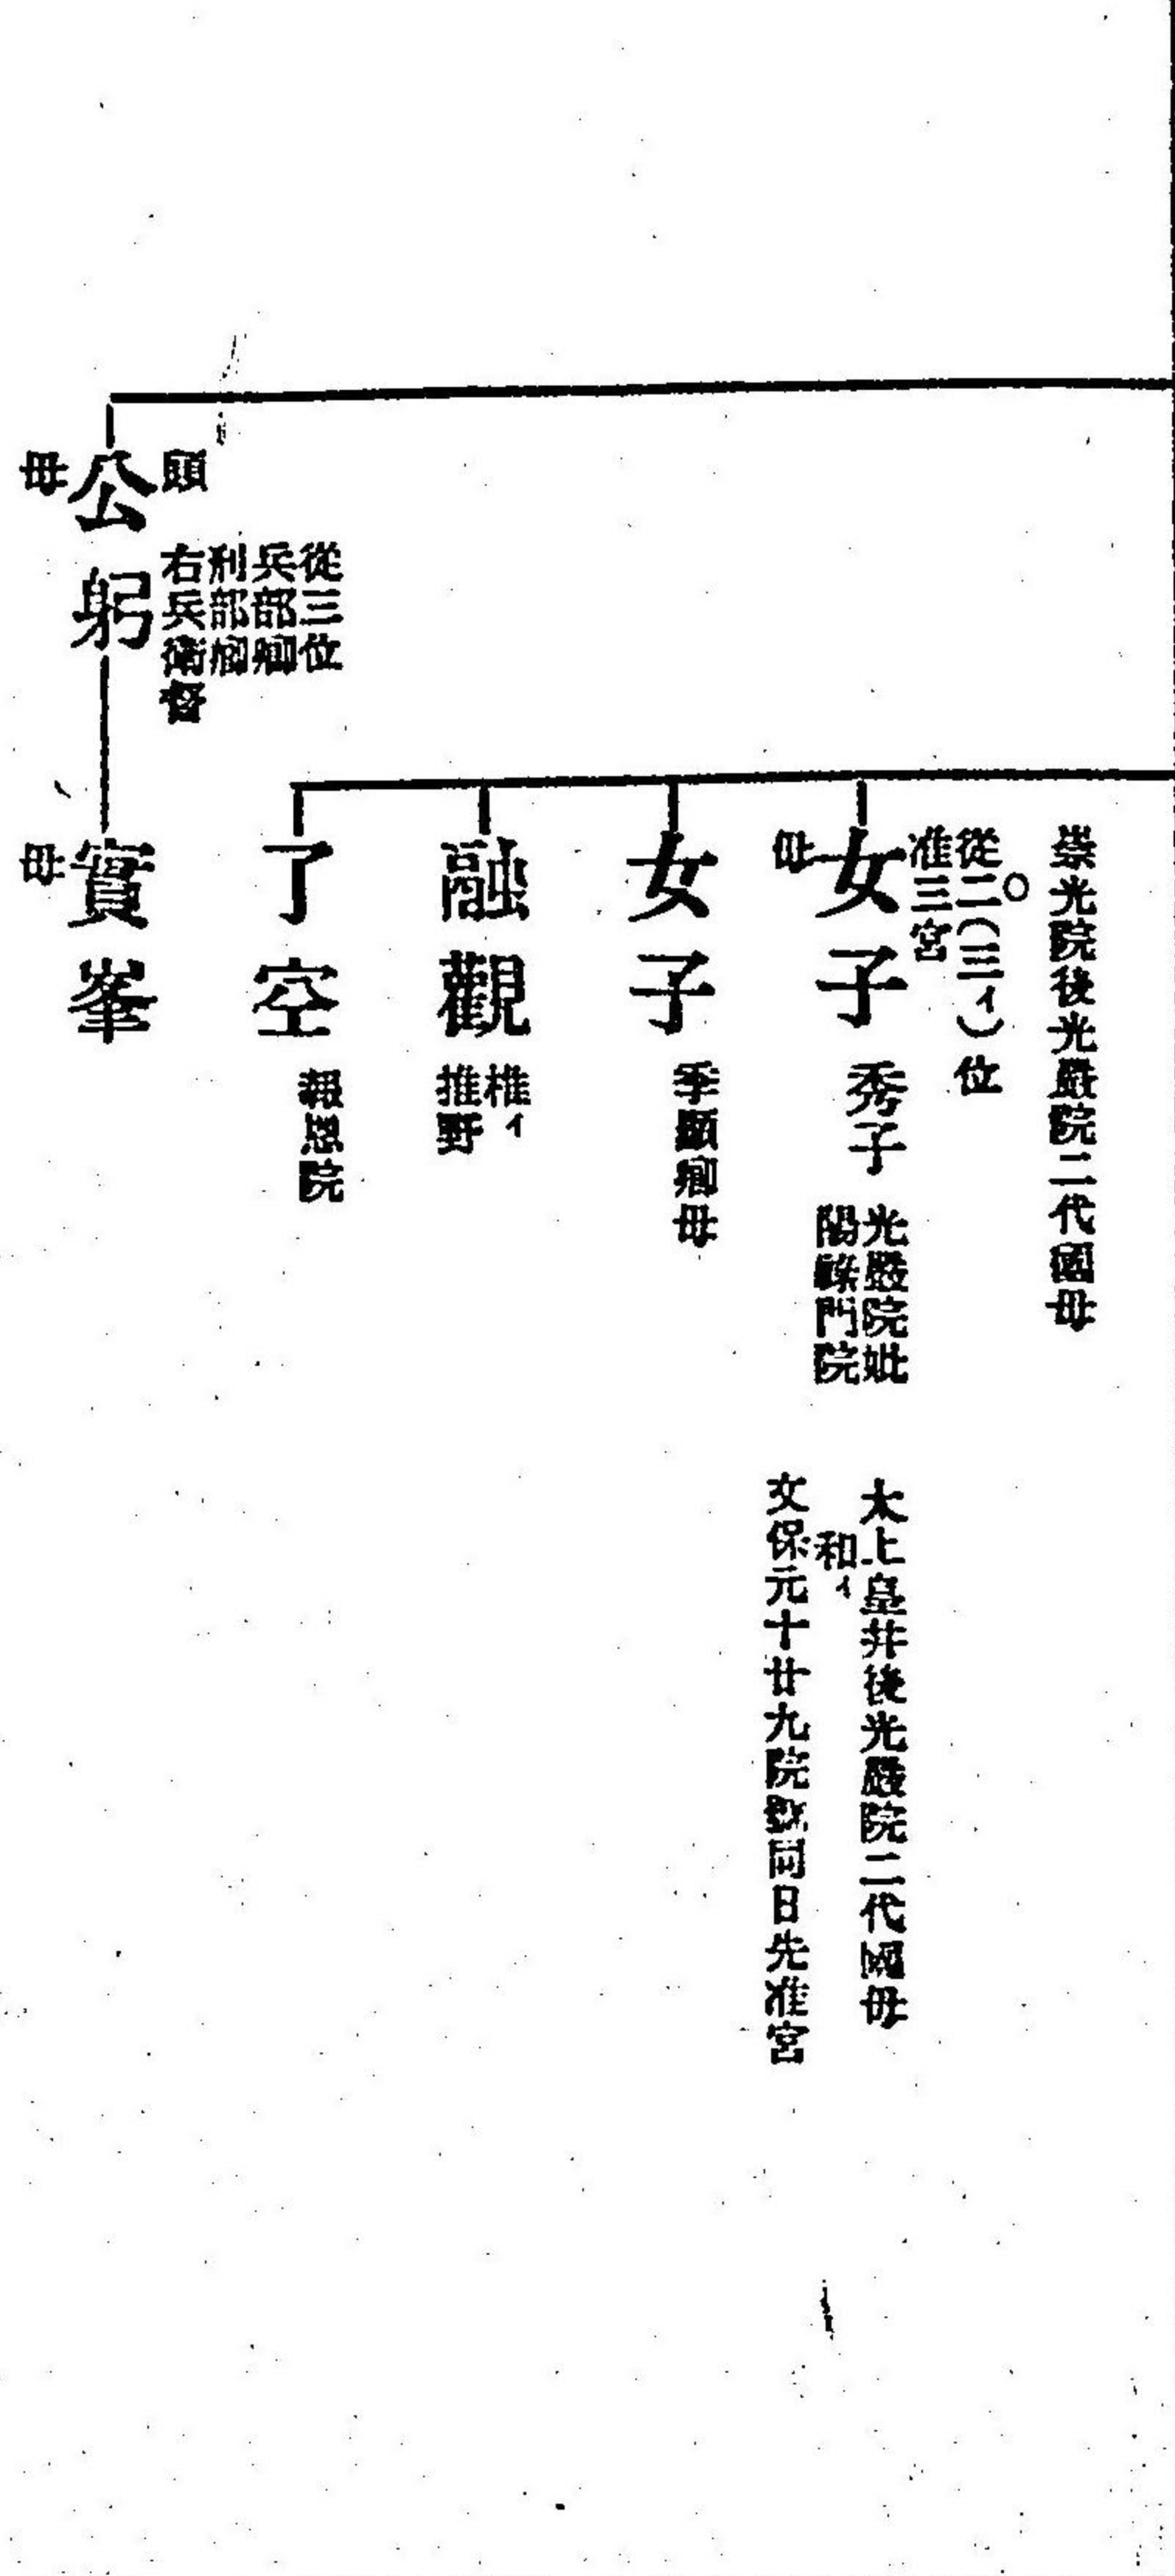 崇光院後光嚴院二代國母
○
從二(三イ)位
准三宮
女子
母
秀子
光嚴院妣
陽祿門院
太上皇幷後光嚴院二代國母
和イ
文保元十廿九院號同日先准宮
女子
季顯卿母
融觀
椎イ
推野
了空
報恩院
頭
公躬
母
從三位
兵部卿
刑部卿
右兵衞督
實峯
母